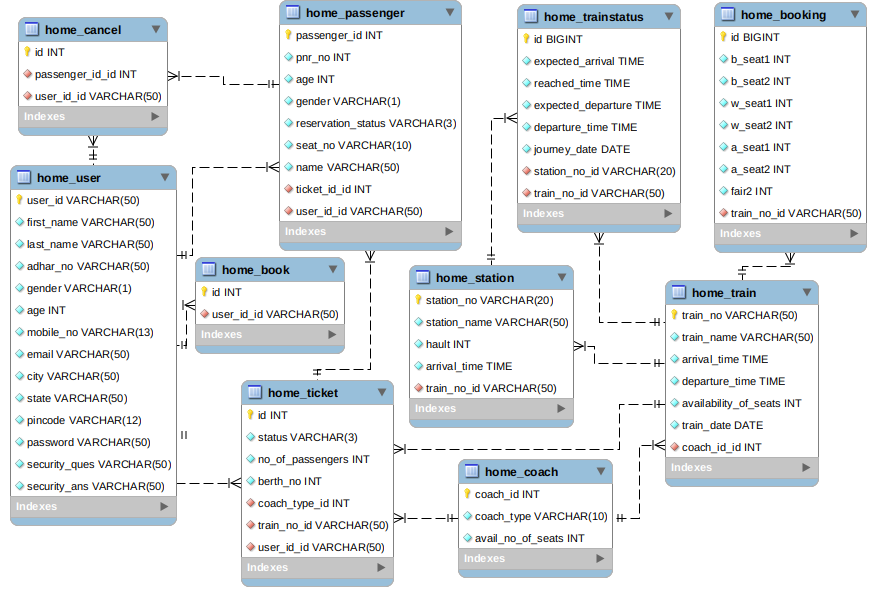 home_cancel
id INT
passenger_id_id INT
user_id_id VARCHAR(50)
Indexes
home_passenger
passenger_id INT
pnr_no INT
age INT
gender VARCHAR(1)
reservation_status VARCHAR(3)
seat_no VARCHAR(10)
name VARCHAR(50)
ticket_id_id INT
user_id_id VARCHAR(50)
Indexes
home_trainstatus
id BIGINT
expected_arrival TIME
reached_time TIME
expected_departure TIME
departure_time TIME
journey_date DATE
station_no_id VARCHAR(20)
train_no_id VARCHAR(50)
Indexes
home_booking
id BIGINT
b_seat1 INT
b_seat2 INT
w_seat1 INT
w_seat2 INT
a_seat1 INT
a_seat2 INT
fair2 INT
train_no_id VARCHAR(50)
Indexes
home_user
user_id VARCHAR(50)
first_name VARCHAR(50)
last_name VARCHAR(50)
adhar_no VARCHAR(50)
gender VARCHAR(1)
age INT
mobile_no VARCHAR(13)
email VARCHAR(50)
city VARCHAR(50)
state VARCHAR(50)
pincode VARCHAR(12)
password VARCHAR(50)
security_ques VARCHAR(50)
security_ans VARCHAR(50)
Indexes
home_book
id INT
user_id_id VARCHAR(50)
Indexes
home_station
station_no VARCHAR(20)
station_name VARCHAR(50)
hault INT
arrival_time TIME
train_no_id VARCHAR(50)
Indexes
home_train
train_no VARCHAR(50)
train_name VARCHAR(50)
arrival_time TIME
departure_time TIME
availability_of_seats INT
train_date DATE
coach_id_id INT
Indexes
home_ticket
id INT
status VARCHAR(3)
no_of_passengers INT
berth_no INT
coach_type_id INT
train_no_id VARCHAR(50)
user_id_id VARCHAR(50)
Indexes
home_coach
coach_id INT
coach_type VARCHAR(10)
avail_no_of_seats INT
Indexes